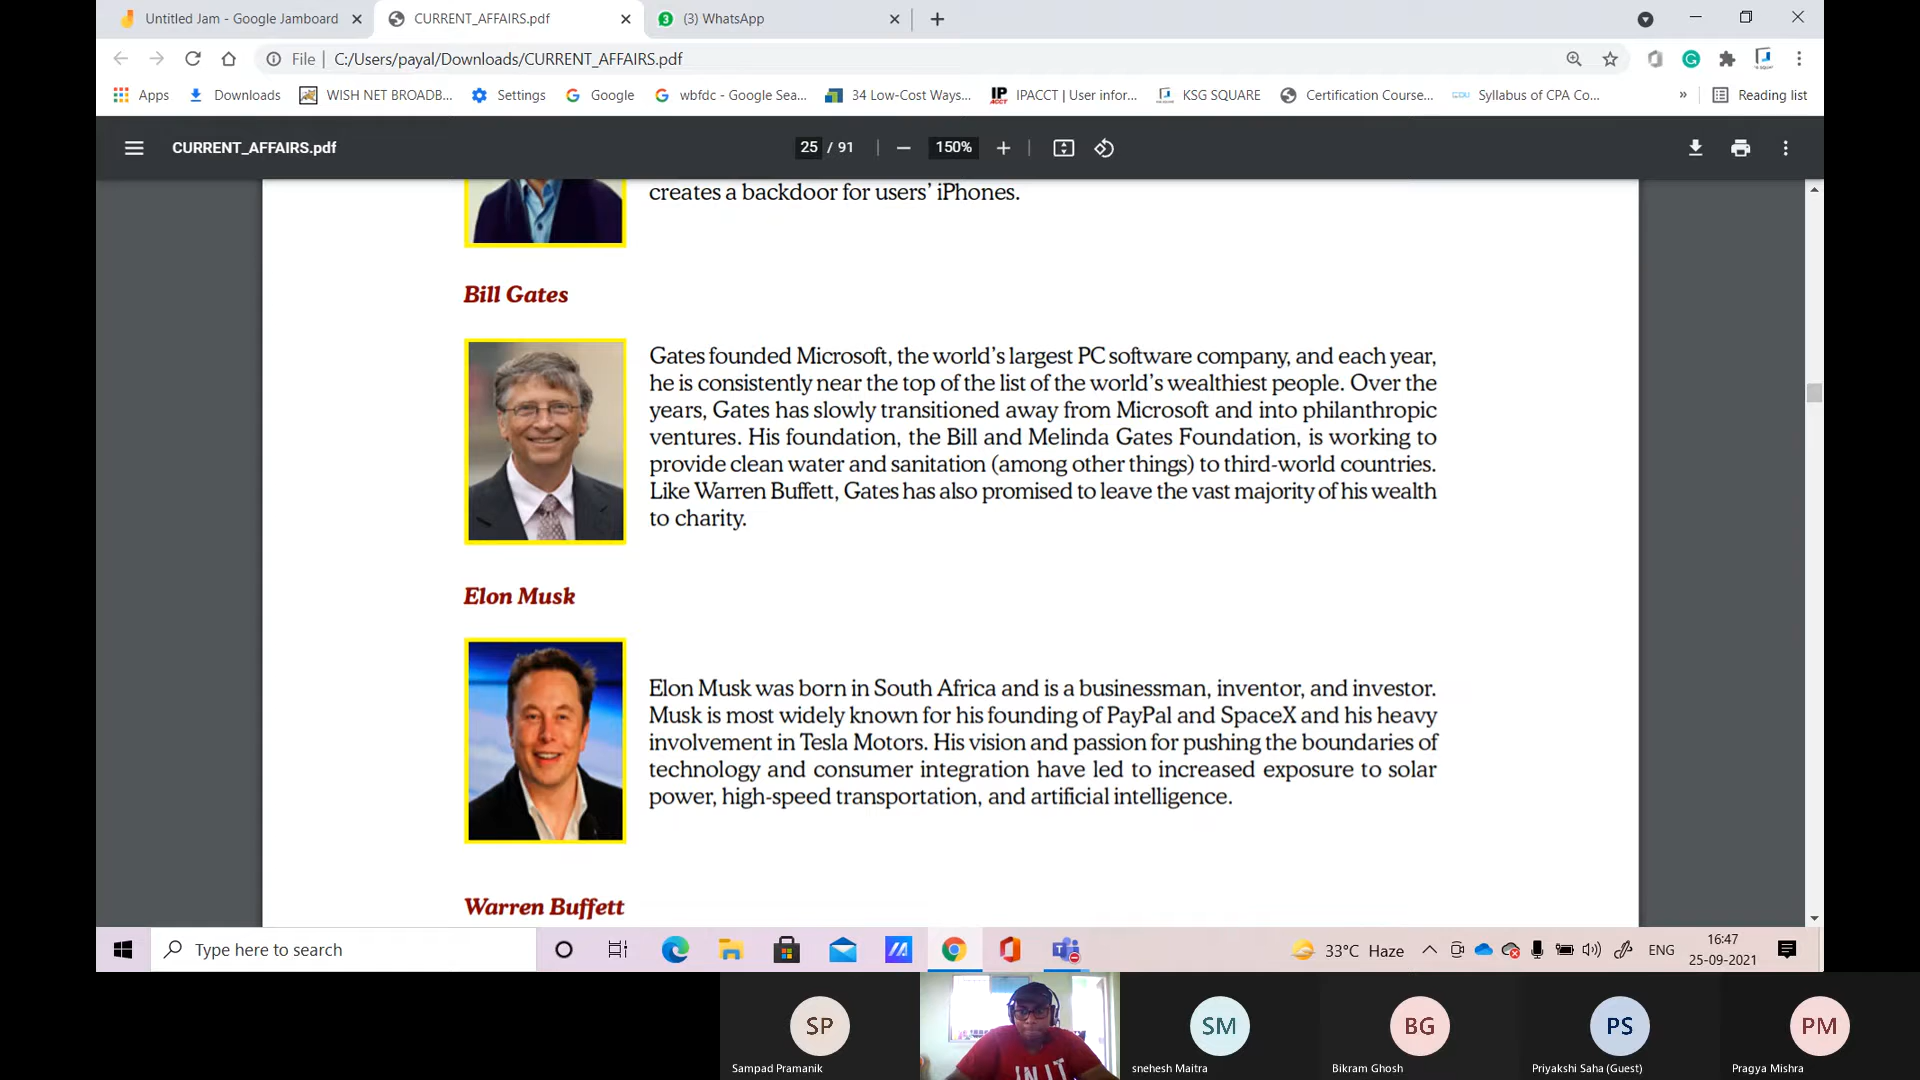 Untitled Jam - Google Jamboard
CURRENT_AFFAIRS.pdf
3 (3) WhatsApp
File | C:/Users/payal/Downloads/CURRENT_AFFAIRS.pdf
Apps Downloads WISH NET BROADB... Settings Google wbfdc - Google Sea... 34 Low-Cost Ways... IPACCT | User infor... KSG SQUARE Certification Course... Syllabus of CPA Co... » Reading list
CURRENT_AFFAIRS.pdf 25 / 91 150%
creates a backdoor for users’ iPhones.
Bill Gates
Gates founded Microsoft, the world’s largest PC software company, and each year,
he is consistently near the top of the list of the world’s wealthiest people. Over the
years, Gates has slowly transitioned away from Microsoft and into philanthropic
ventures. His foundation, the Bill and Melinda Gates Foundation, is working to
provide clean water and sanitation (among other things) to third-world countries.
Like Warren Buffett, Gates has also promised to leave the vast majority of his wealth
to charity.
Elon Musk
Elon Musk was born in South Africa and is a businessman, inventor, and investor.
Musk is most widely known for his founding of PayPal and SpaceX and his heavy
involvement in Tesla Motors. His vision and passion for pushing the boundaries of
technology and consumer integration have led to increased exposure to solar
power, high-speed transportation, and artificial intelligence.
Warren Buffett
Type here to search
33°C Haze
ENG
16:47
25-09-2021
SP
SM
BG
PS
PM
Sampad Pramanik
snehesh Maitra
Bikram Ghosh
Priyakshi Saha (Guest)
Pragya Mishra